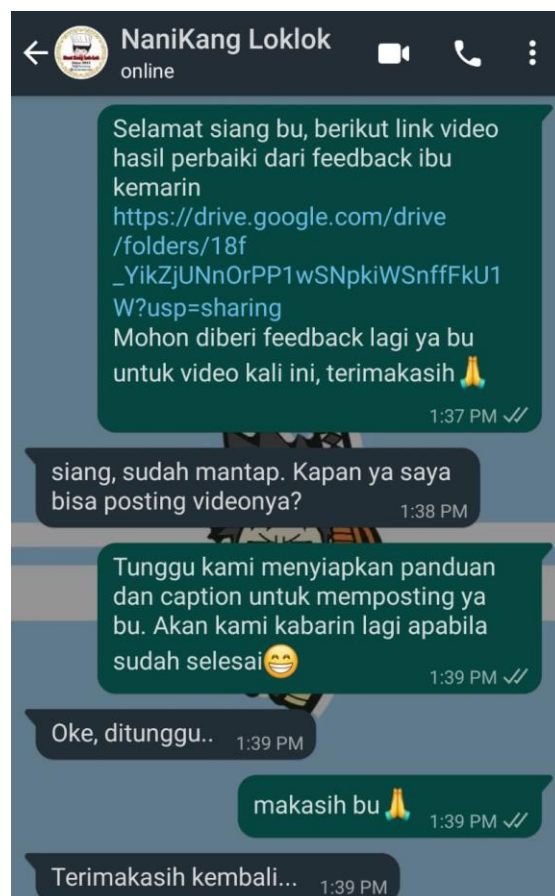 NaniKang Loklok
online
Selamat siang bu, berikut link video
hasil perbaiki dari feedback ibu
kemarin
https://drive.google.com/drive
/folders/18f
_YikZjUNnOrPP1wSNpkiWSnffFkU1
W?usp=sharing
Mohon diberi feedback lagi ya bu
untuk video kali ini, terimakasih🙏
1:37 PM
siang, sudah mantap. Kapan ya saya
bisa posting videonya?
1:38 PM
Tunggu kami menyiapkan panduan
dan caption untuk memposting ya
bu. Akan kami kabarin lagi apabila
sudah selesai😁
1:39 PM
Oke, ditunggu..
1:39 PM
makasih bu🙏
1:39 PM
Terimakasih kembali...
1:39 PM